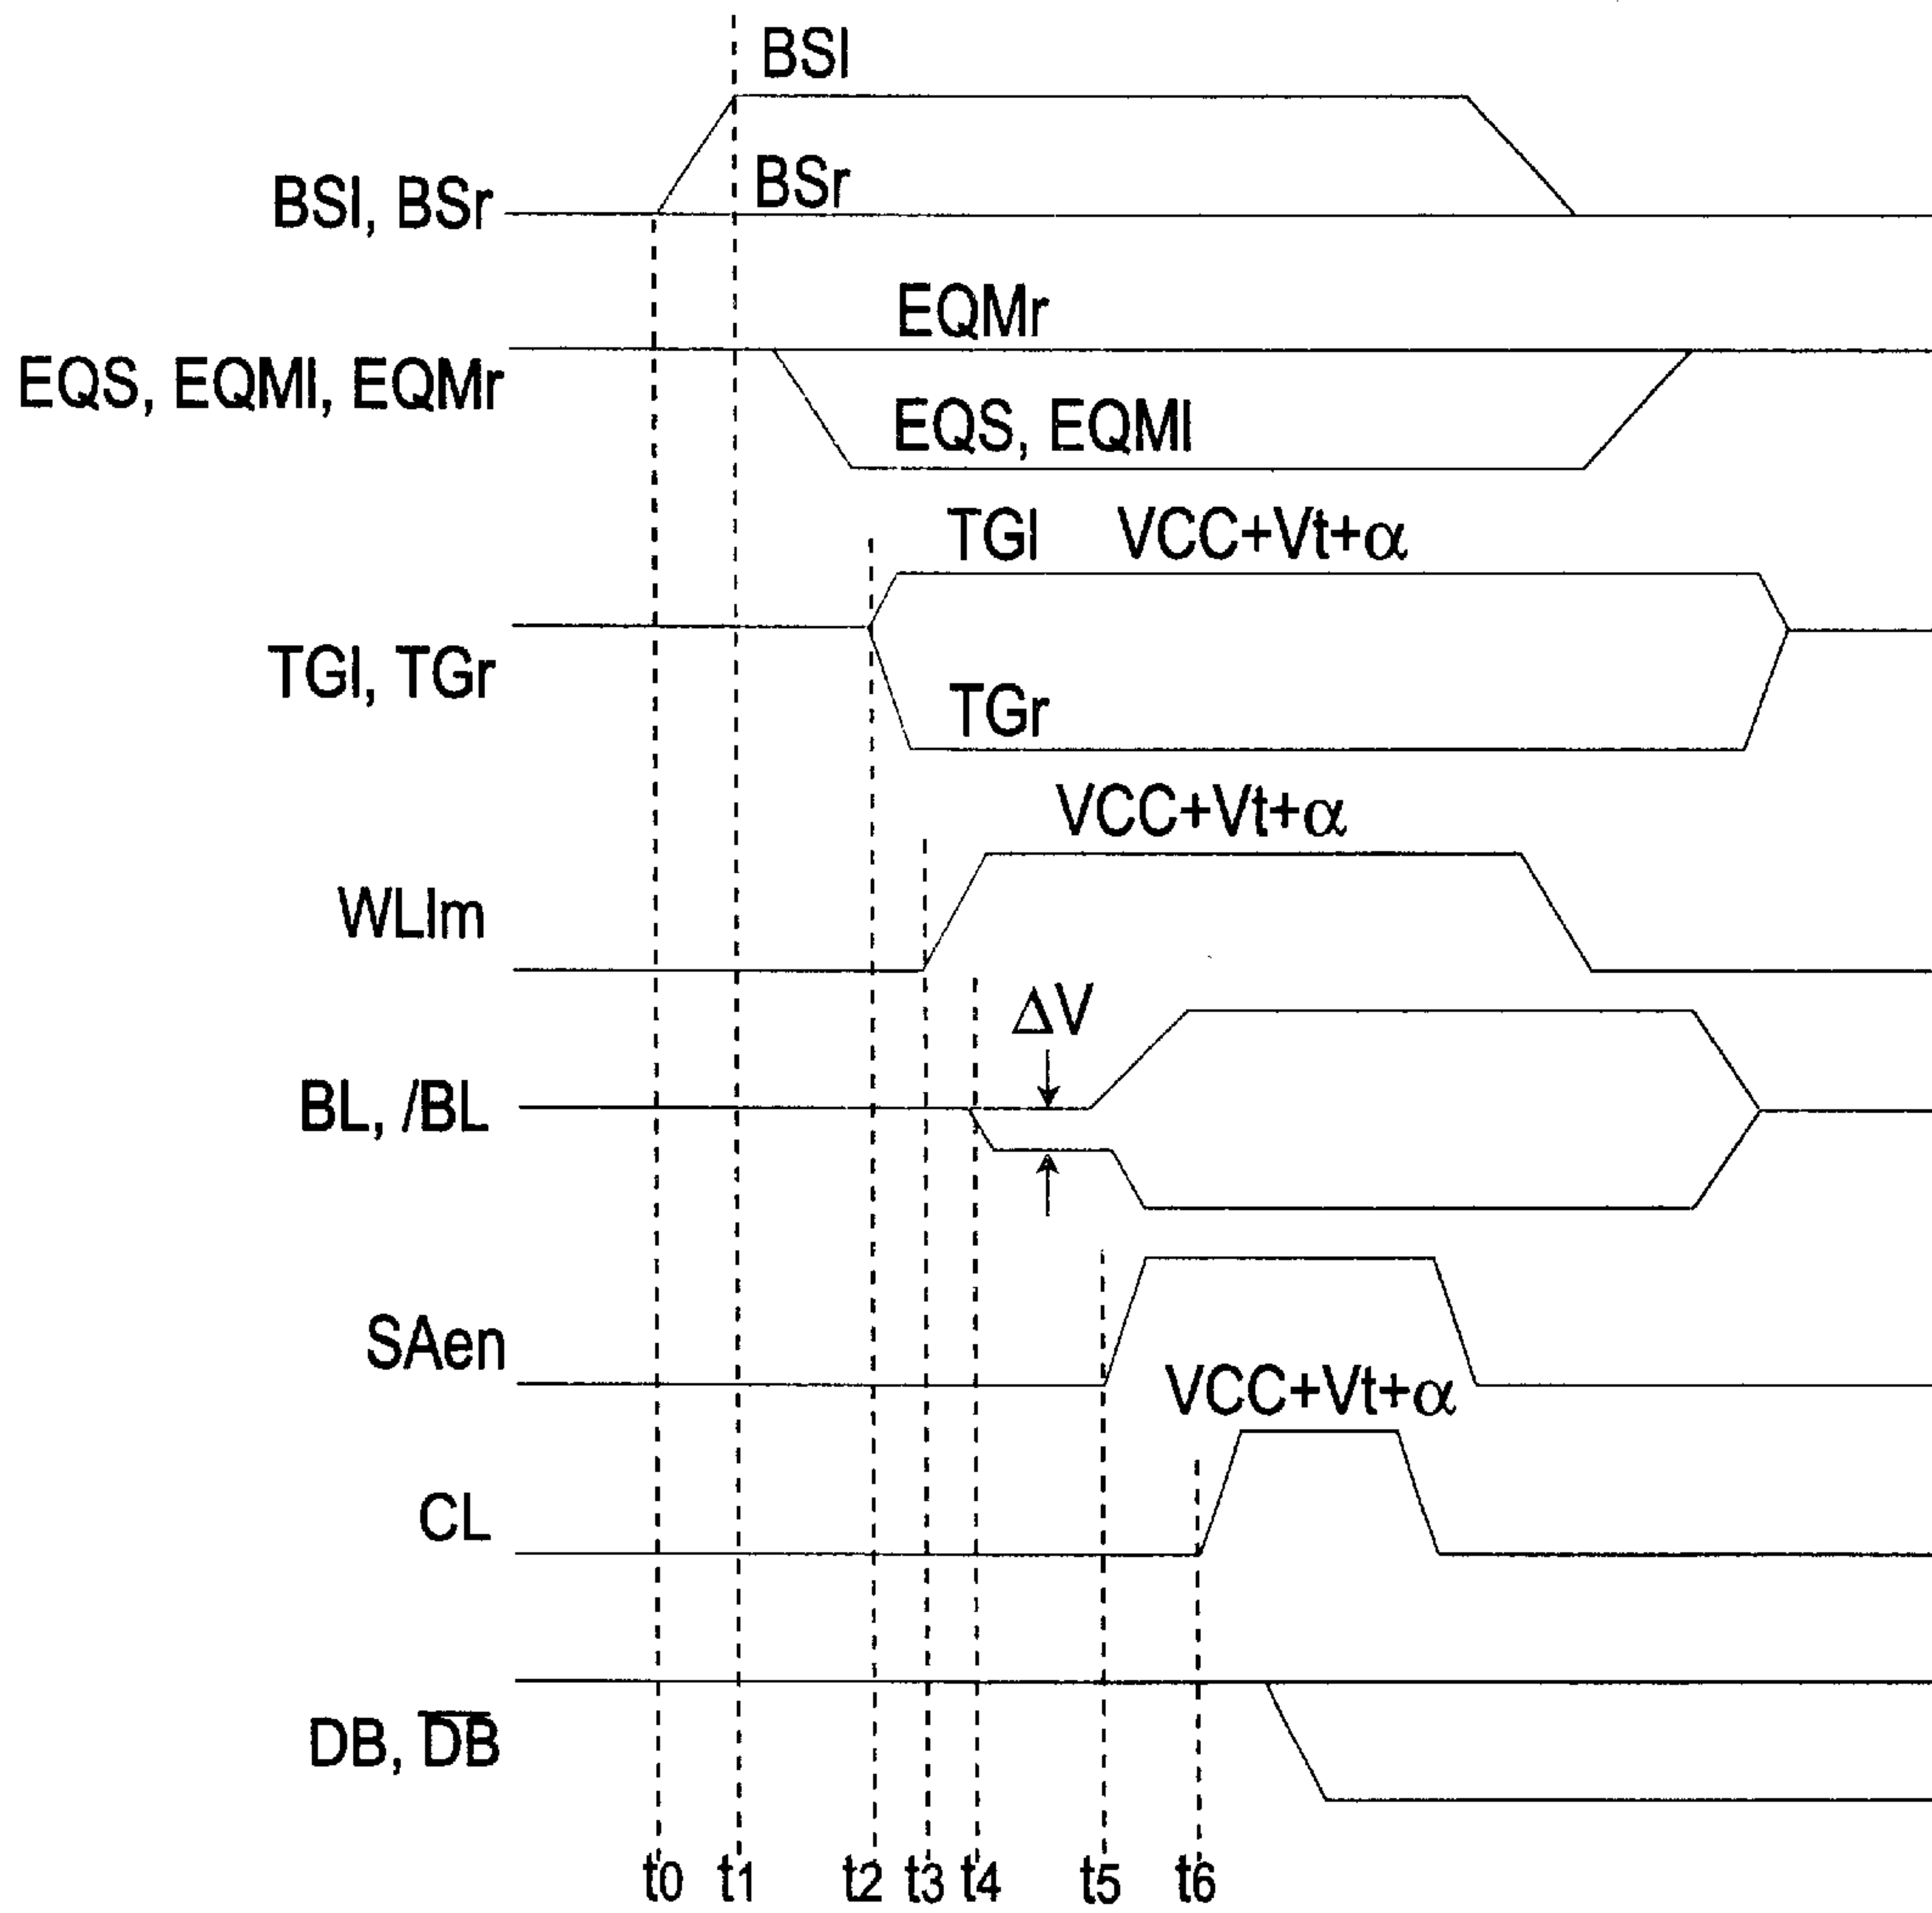 BSl
BSr
BSl, BSr
EQMr
EQS, EQMl, EQMr
EQS, EQMl
TGl VCC+Vt+α
TGl, TGr
TGr
VCC+Vt+α
WLlm
ΔV
BL, /BL
SAen
VCC+Vt+α
CL
DB, D̅B̅
t0 t1 t2 t3 t4 t5 t6